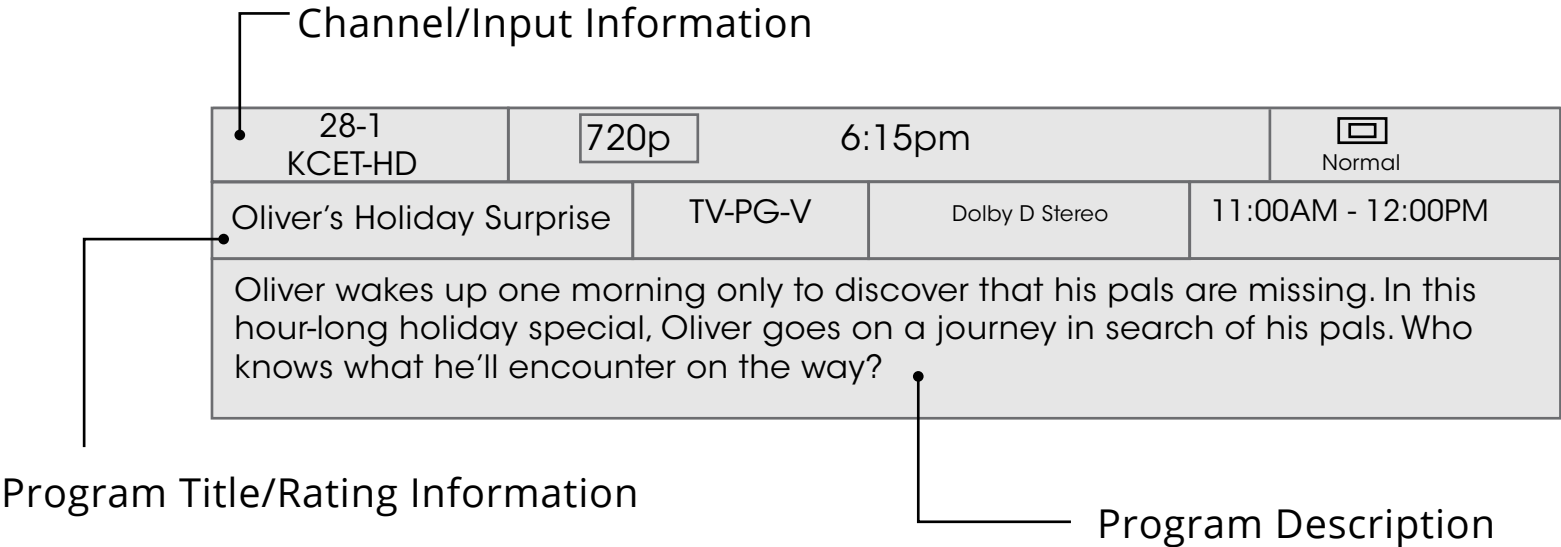 Channel/Input Information
28-1
KCET-HD
720p
6:15pm
Normal
Oliver’s Holiday Surprise
TV-PG-V
Dolby D Stereo
11:00AM - 12:00PM
Oliver wakes up one morning only to discover that his pals are missing. In this
hour-long holiday special, Oliver goes on a journey in search of his pals. Who
knows what he’ll encounter on the way?
Program Title/Rating Information
Program Description